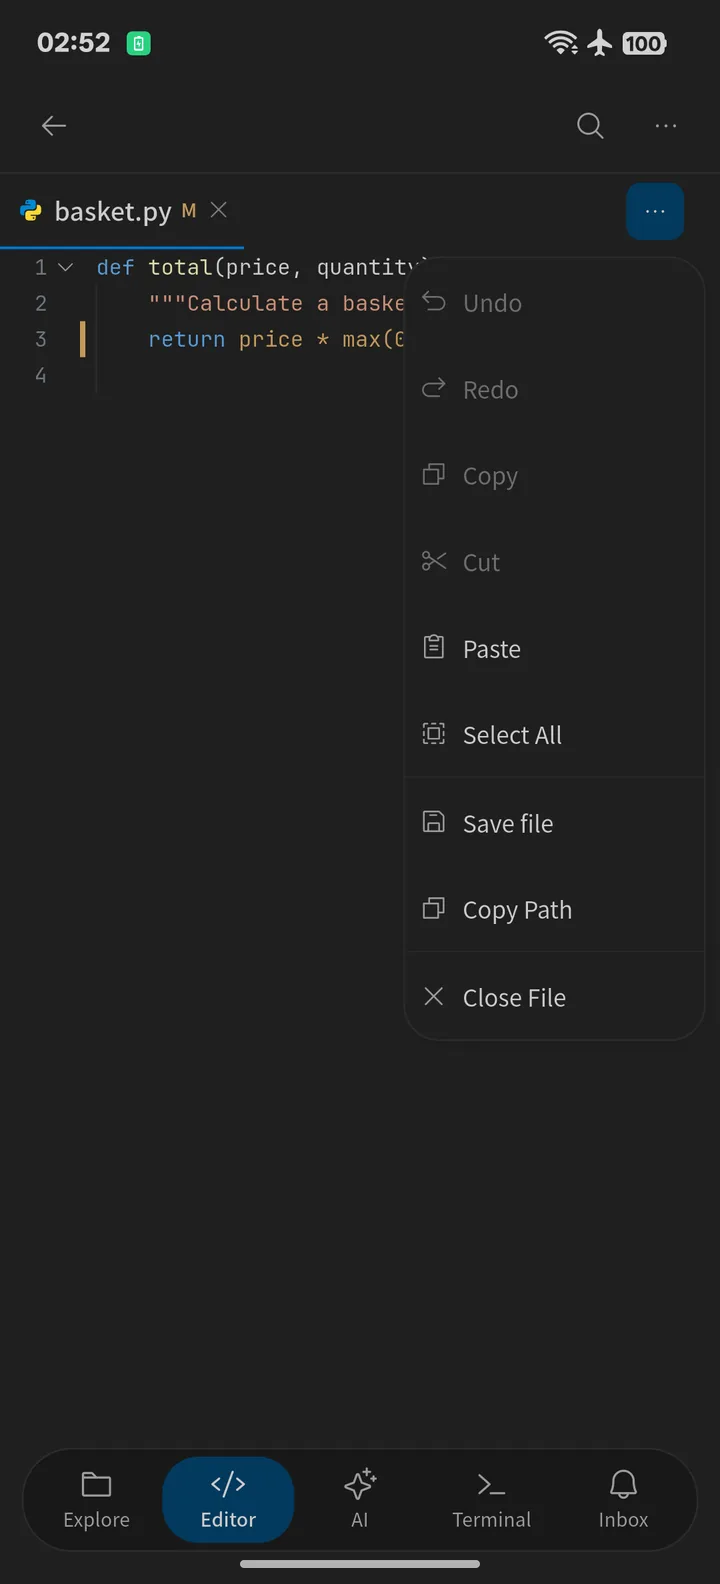 02:52
100
basket.py M
1 def total(price, quantity
2 """Calculate a baske
3 return price * max(0
4
Undo
Redo
Copy
Cut
Paste
Select All
Save file
Copy Path
Close File
Explore
Editor
AI
Terminal
Inbox